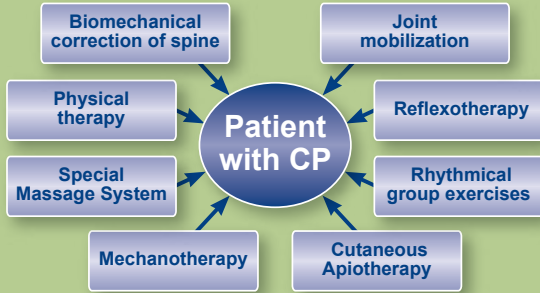 Biomechanical
correction of spine
Joint
mobilization
Physical
therapy
Patient
with CP
Reflexotherapy
Special
Massage System
Rhythmical
group exercises
Mechanotherapy
Cutaneous
Apiotherapy